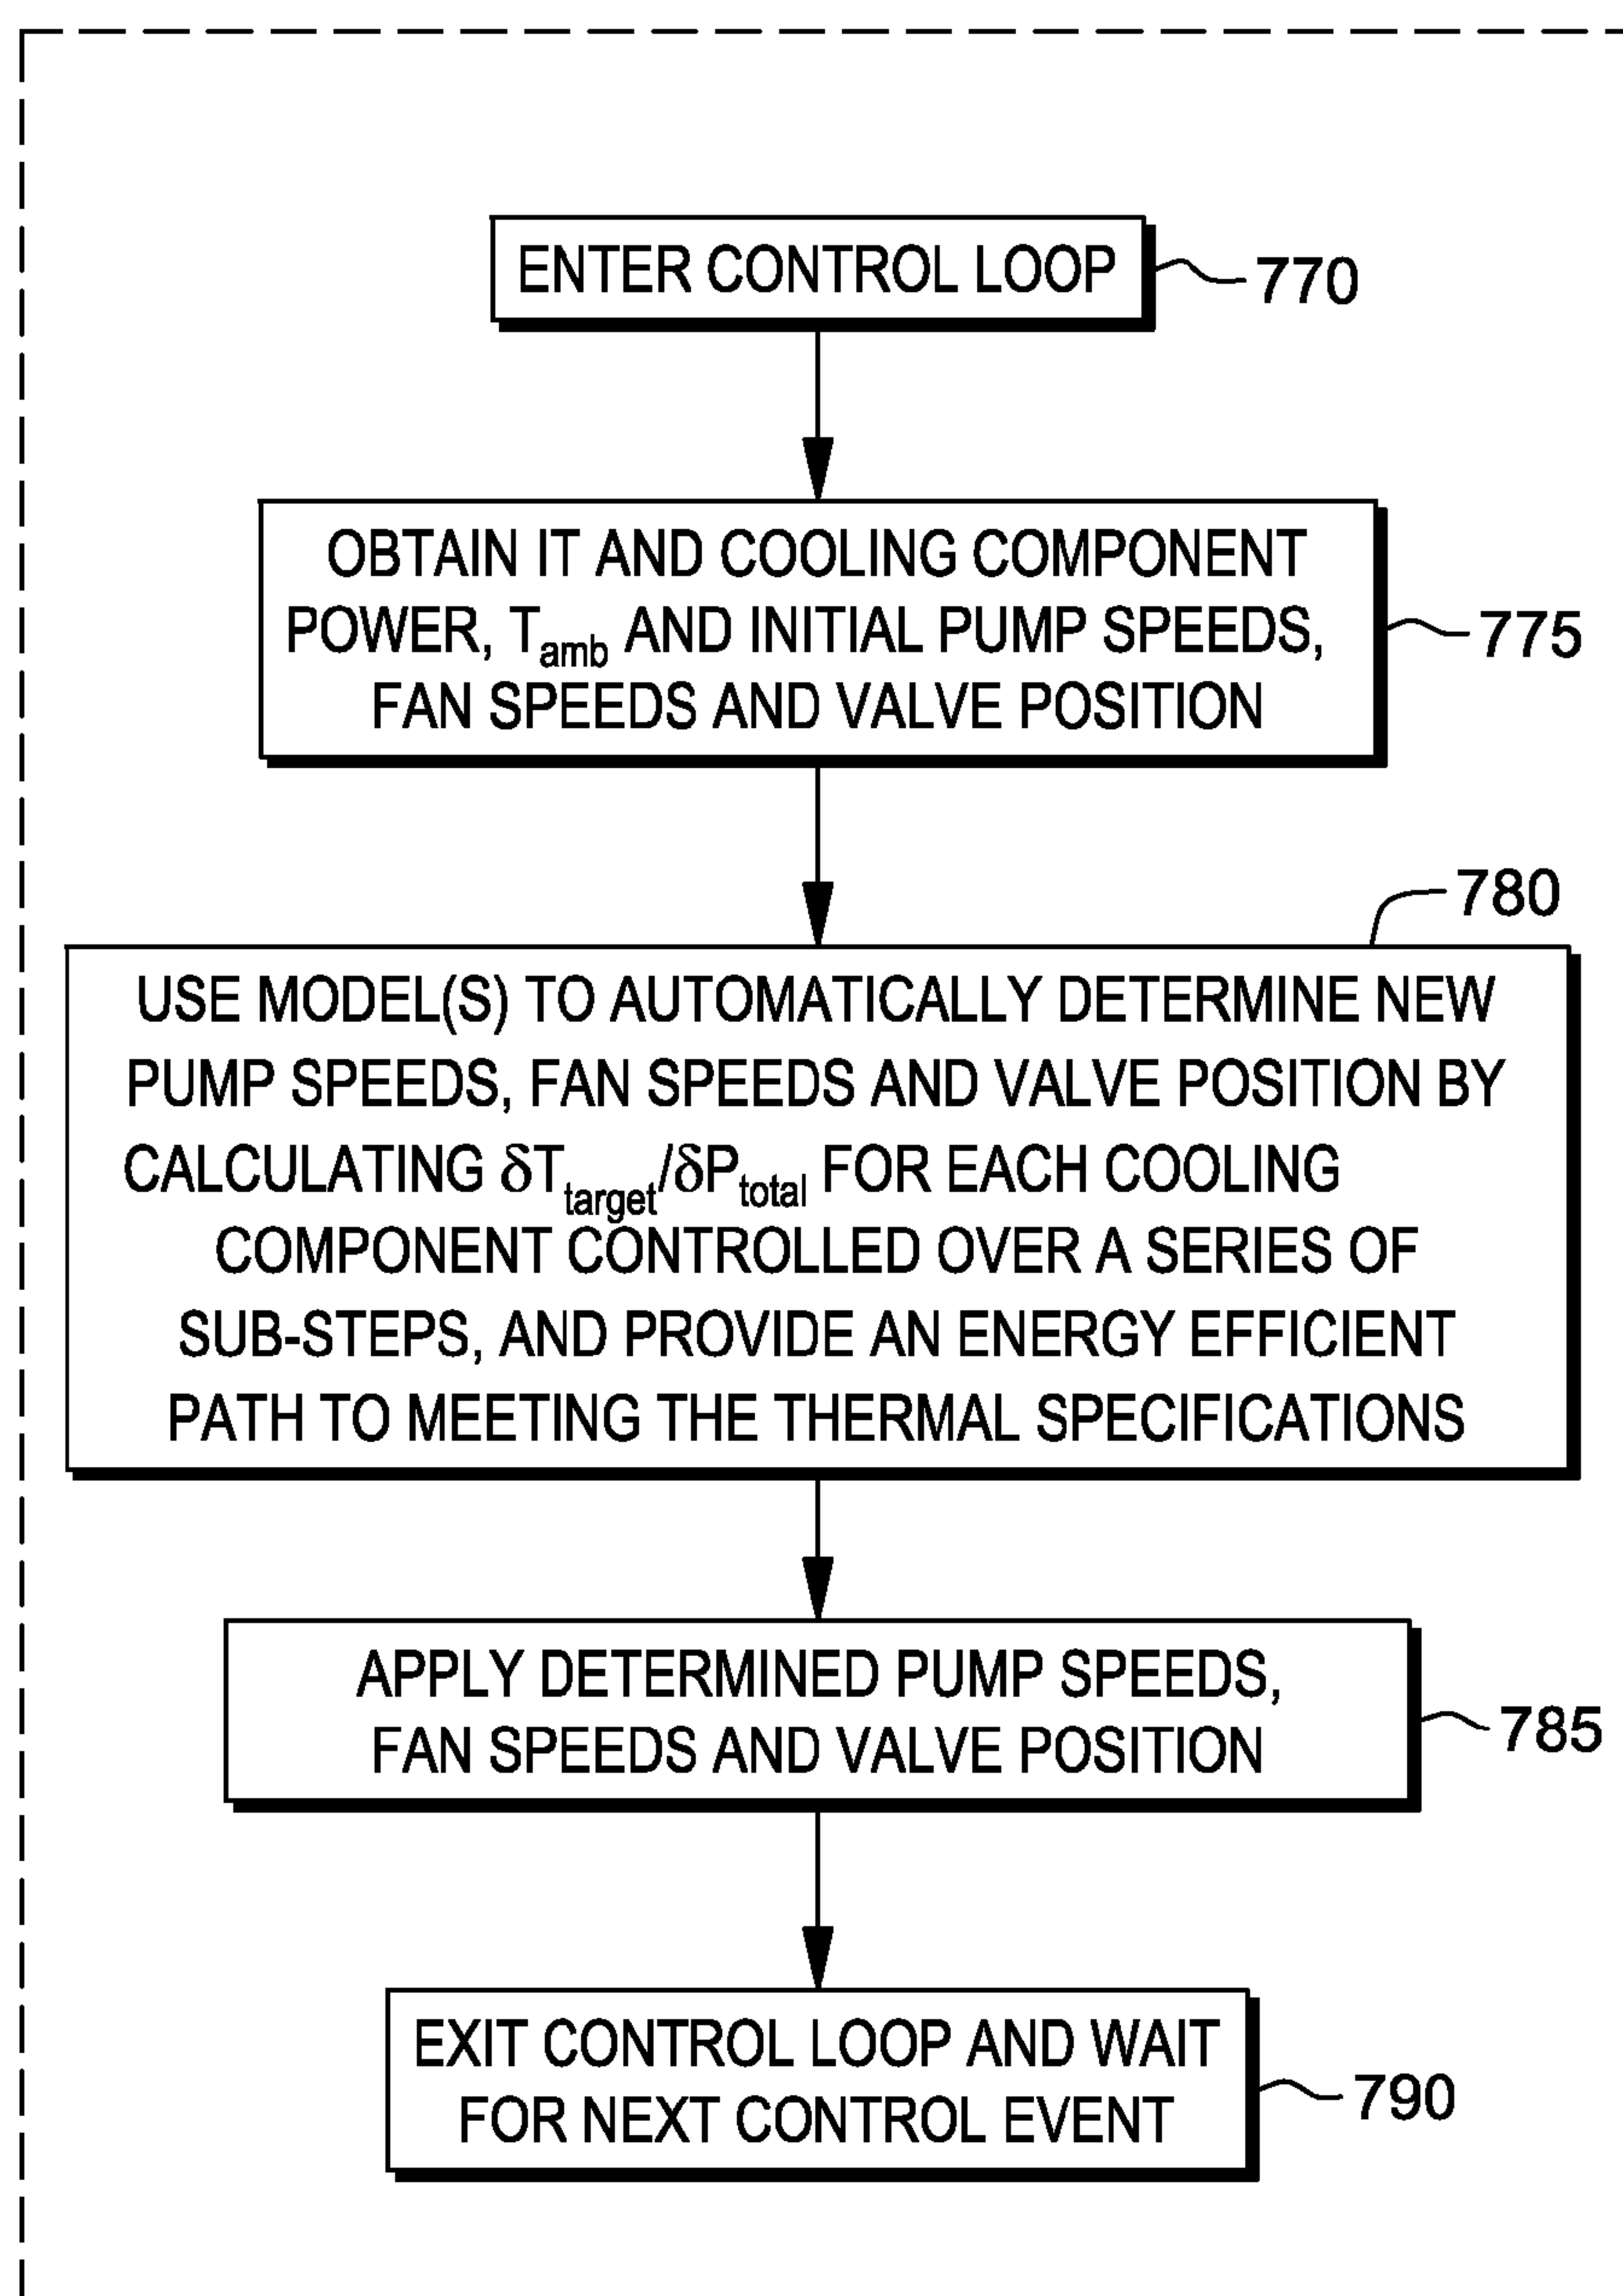 ENTER CONTROL LOOP
770
OBTAIN IT AND COOLING COMPONENT
POWER, Tamb AND INITIAL PUMP SPEEDS,
FAN SPEEDS AND VALVE POSITION
775
780
USE MODEL(S) TO AUTOMATICALLY DETERMINE NEW
PUMP SPEEDS, FAN SPEEDS AND VALVE POSITION BY
CALCULATING δTtarget/δPtotal FOR EACH COOLING
COMPONENT CONTROLLED OVER A SERIES OF
SUB-STEPS, AND PROVIDE AN ENERGY EFFICIENT
PATH TO MEETING THE THERMAL SPECIFICATIONS
APPLY DETERMINED PUMP SPEEDS,
FAN SPEEDS AND VALVE POSITION
785
EXIT CONTROL LOOP AND WAIT
FOR NEXT CONTROL EVENT
790